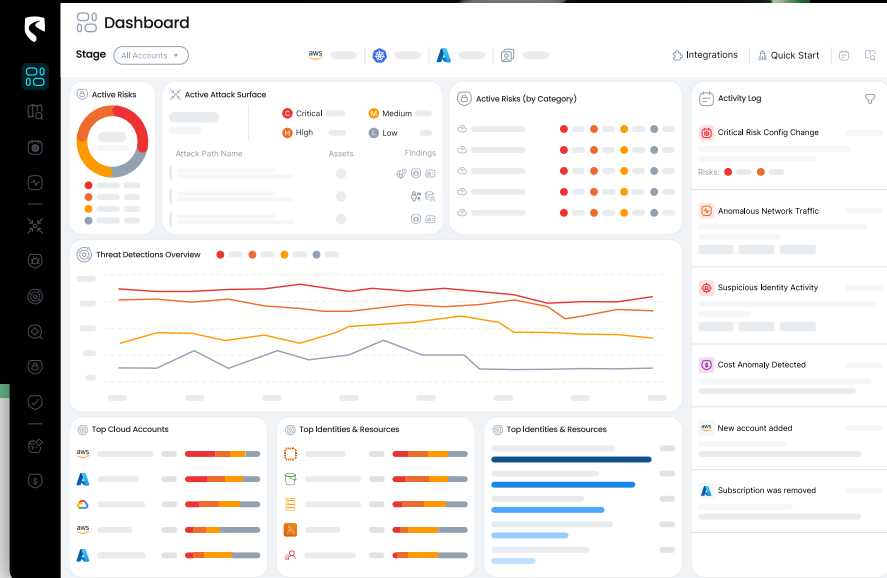 Dashboard
Stage
All Accounts
aws
Integrations
Quick Start
Active Risks
Active Attack Surface
C Critical
M Medium
H High
L Low
Attack Path Name
Assets
Findings
Active Risks (by Category)
Activity Log
Critical Risk Config Change
Risks:
Anomalous Network Traffic
Suspicious Identity Activity
Cost Anomaly Detected
aws New account added
Subscription was removed
Threat Detections Overview
Top Cloud Accounts
aws
aws
Top Identities & Resources
Top Identities & Resources